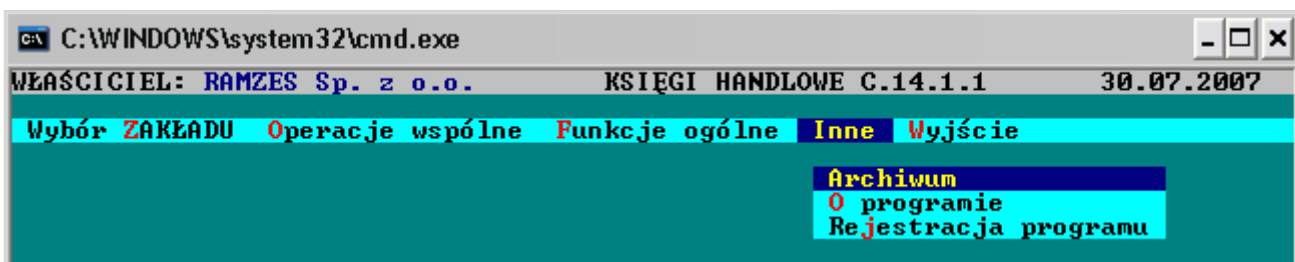 C:\WINDOWS\system32\cmd.exe
WŁAŚCICIEL: RAMZES Sp. z o.o. KSIĘGI HANDLOWE C.14.1.1 30.07.2007
Wybór ZAKŁADU Operacje wspólne Funkcje ogólne Inne Wyjście
Archiwum
O programie
Rejestracja programu